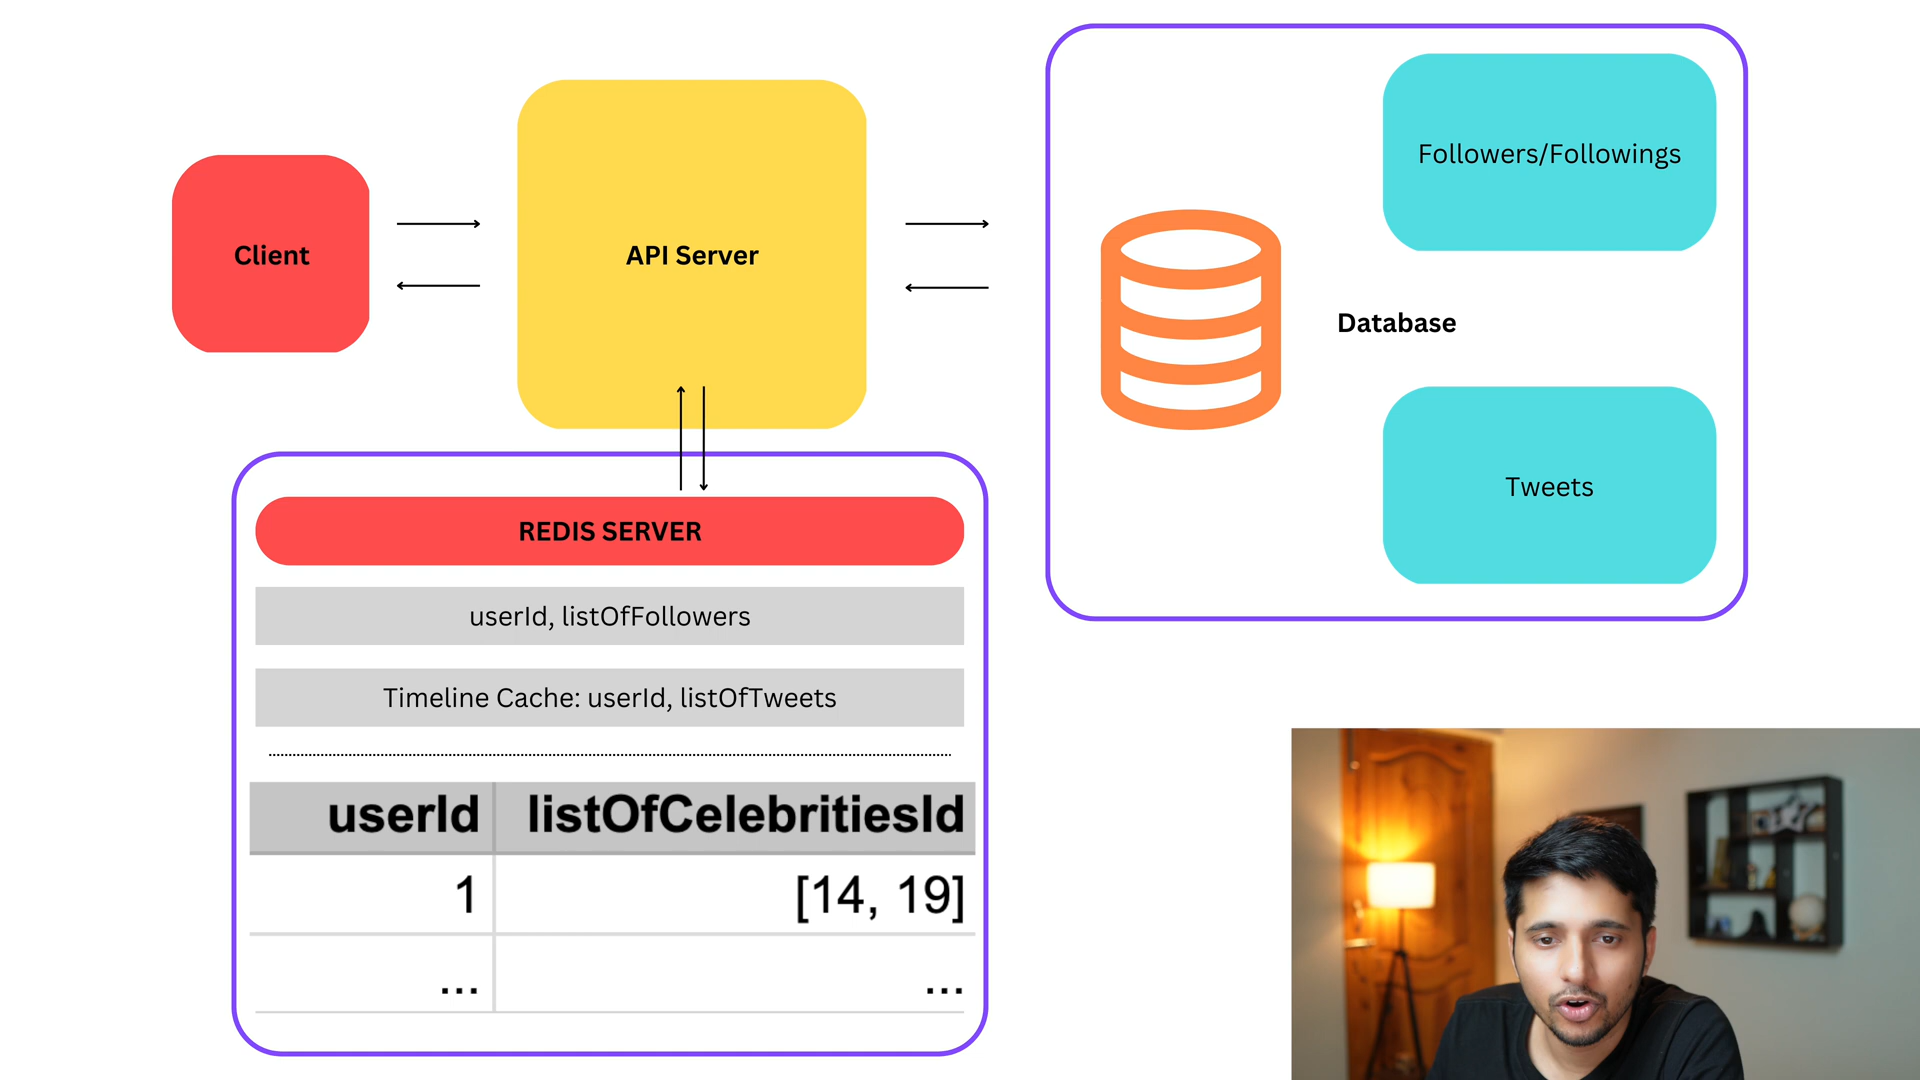 Client
API Server
Followers/Followings
Database
Tweets
REDIS SERVER
userId, listOfFollowers
Timeline Cache: userId, listOfTweets
userId listOfCelebritiesId
1 [14, 19]
... ...